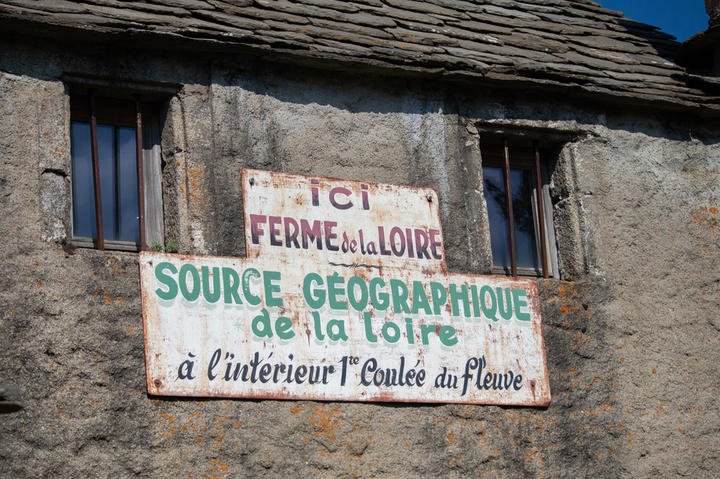 ici
FERME de la LOIRE
SOURCE GÉOGRAPHIQUE
de la loire
à l'intérieur 1re Coulée du fleuve